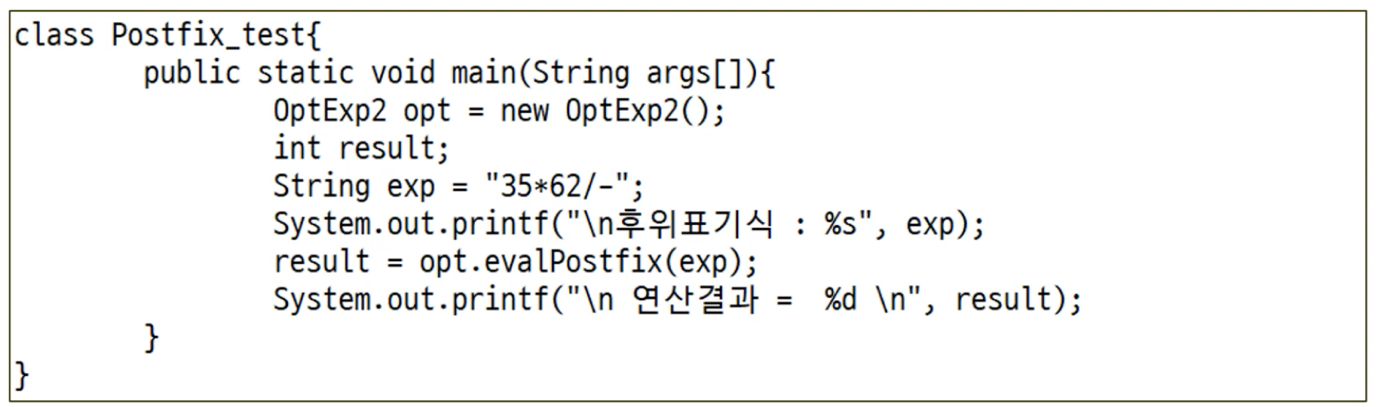 class Postfix_test{
public static void main(String args[]){
OptExp2 opt = new OptExp2();
int result;
String exp = "35*62/-";
System.out.printf("\n후위표기식 : %s", exp);
result = opt.evalPostfix(exp);
System.out.printf("\n 연산결과 =  %d \n", result);
}
}